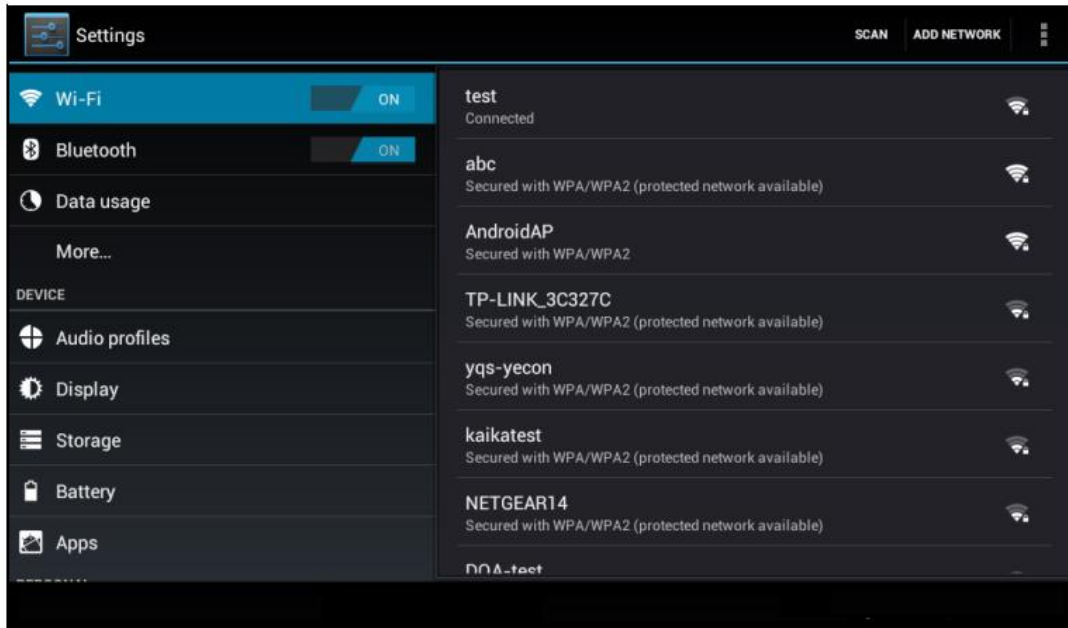 Settings
SCAN
ADD NETWORK
Wi-Fi
ON
Bluetooth
ON
Data usage
More...
DEVICE
Audio profiles
Display
Storage
Battery
Apps
test
Connected
abc
Secured with WPA/WPA2 (protected network available)
AndroidAP
Secured with WPA/WPA2
TP-LINK_3C327C
Secured with WPA/WPA2 (protected network available)
yqs-yecon
Secured with WPA/WPA2 (protected network available)
kaikatest
Secured with WPA/WPA2 (protected network available)
NETGEAR14
Secured with WPA/WPA2 (protected network available)